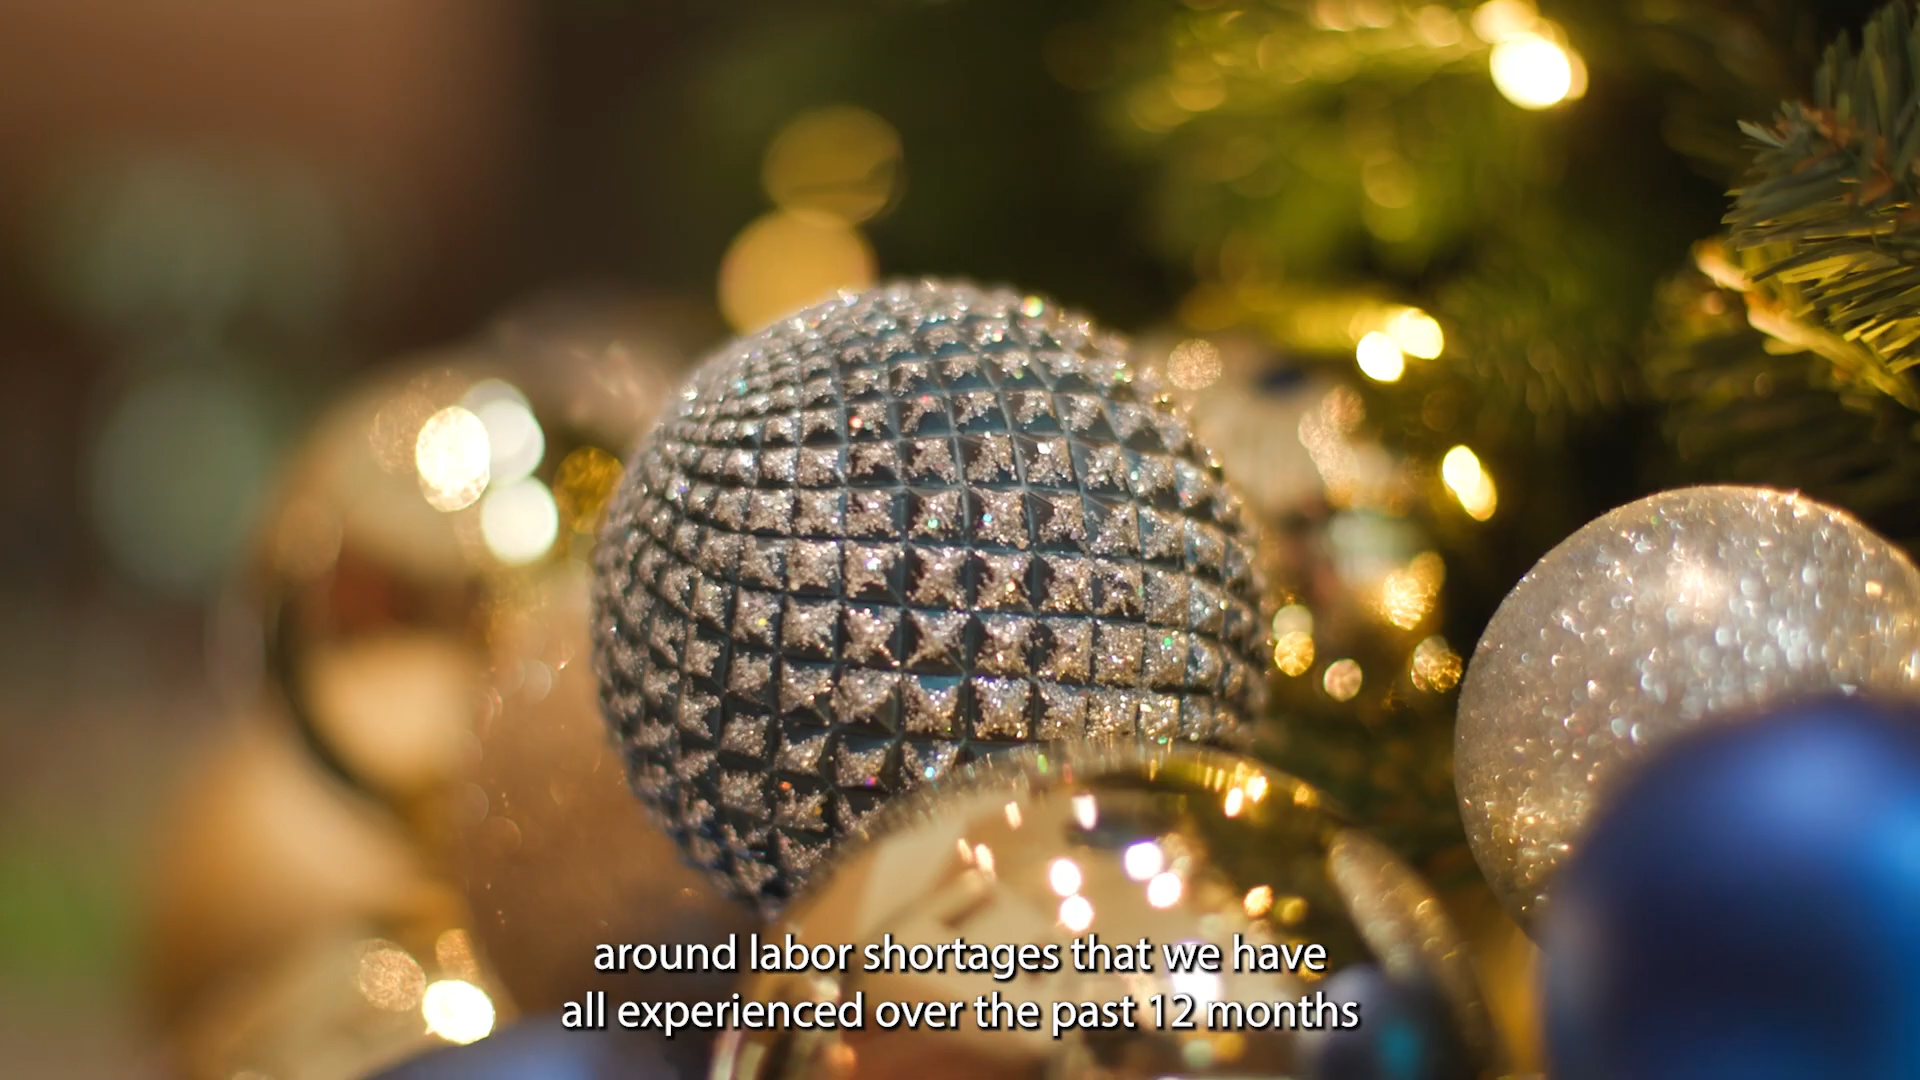 around labor shortages that we have
all experienced over the past 12 months